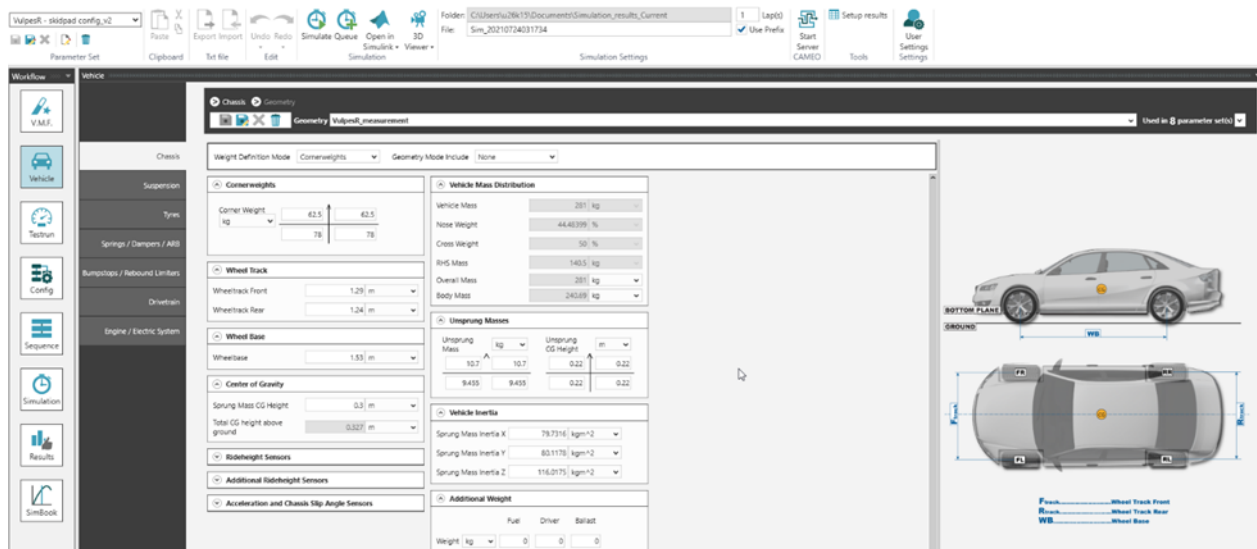 VulpesR - skidpad config_v2
Parameter Set
Paste
Clipboard
Export Import
Txt file
Undo Redo
Edit
Simulate Queue Open in Simulink 3D Viewer
Simulation
Folder: C:\Users\u26k15\Documents\Simulation_results_Current
File: Sim_20210724031734
1 Lap(s)
Use Prefix
Simulation Settings
Start Server
CAMEO
Setup results
Tools
User Settings
Settings
Workflow
Vehicle
V.M.F.
Vehicle
Testrun
Config
Sequence
Simulation
Results
SimBook
Chassis
Suspension
Tyres
Springs / Dampers / ARB
Bumpstops / Rebound Limiters
Drivetrain
Engine / Electric System
Chassis Geometry
Geometry VulpesR_measurement
Used in 8 parameter set(s)
Weight Definition Mode Cornerweights Geometry Mode Include None
Cornerweights
Corner Weight
kg
62.5 62.5
78 78
Wheel Track
Wheeltrack Front 1.29 m
Wheeltrack Rear 1.24 m
Wheel Base
Wheelbase 1.53 m
Center of Gravity
Sprung Mass CG Height 0.3 m
Total CG height above ground 0.327 m
Rideheight Sensors
Additional Rideheight Sensors
Acceleration and Chassis Slip Angle Sensors
Vehicle Mass Distribution
Vehicle Mass 281 kg
Nose Weight 44.48399 %
Cross Weight 50 %
RHS Mass 140.5 kg
Overall Mass 281 kg
Body Mass 240.69 kg
Unsprung Masses
Unsprung Mass kg
10.7 10.7
9.455 9.455
Unsprung CG Height m
0.22 0.22
0.22 0.22
Vehicle Inertia
Sprung Mass Inertia X 79.7316 kgm^2
Sprung Mass Inertia Y 80.1178 kgm^2
Sprung Mass Inertia Z 116.0175 kgm^2
Additional Weight
Fuel Driver Ballast
Weight kg 0 0 0
CG
BOTTOM PLANE
GROUND
WB
FR
RR
Ftrack
CG
Rtrack
FL
RL
Ftrack Wheel Track Front
Rtrack Wheel Track Rear
WB Wheel Base